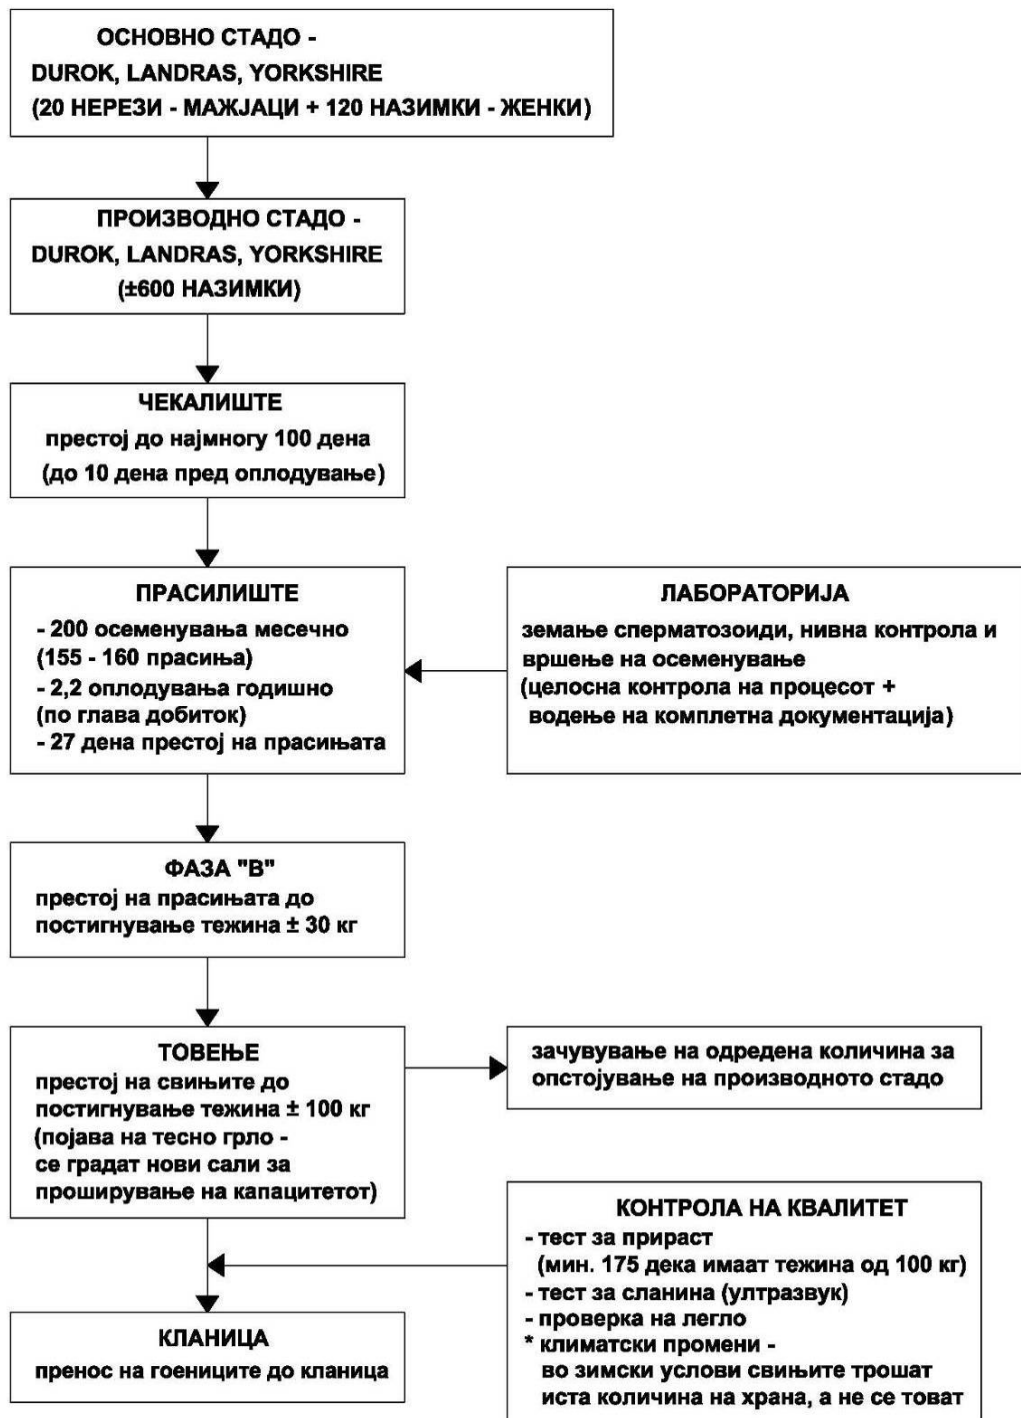 ОСНОВНО СТАДО -
DUROK, LANDRAS, YORKSHIRE
(20 НЕРЕЗИ - МАЖЈАЦИ + 120 НАЗИМКИ - ЖЕНКИ)
ПРОИЗВОДНО СТАДО -
DUROK, LANDRAS, YORKSHIRE
(±600 НАЗИМКИ)
ЧЕКАЛИШТЕ
престој до најмногу 100 дена
(до 10 дена пред оплодување)
ПРАСИЛИШТЕ
- 200 осеменувања месечно
(155 - 160 прасиња)
- 2,2 оплодувања годишно
(по глава добиток)
- 27 дена престој на прасињата
ЛАБОРАТОРИЈА
земање сперматозоиди, нивна контрола и
вршење на осеменување
(целосна контрола на процесот +
водење на комплетна документација)
ФАЗА "В"
престој на прасињата до
постигнување тежина ± 30 кг
ТОВЕЊЕ
престој на свињите до
постигнување тежина ± 100 кг
(појава на тесно грло -
се градат нови сали за
проширување на капацитетот)
зачувување на одредена количина за
опстојување на производното стадо
КОНТРОЛА НА КВАЛИТЕТ
- тест за прираст
(мин. 175 дека имаат тежина од 100 кг)
- тест за сланина (ултразвук)
- проверка на легло
* климатски промени -
во зимски услови свињите трошат
иста количина на храна, а не се товат
КЛАНИЦА
пренос на гоениците до кланица